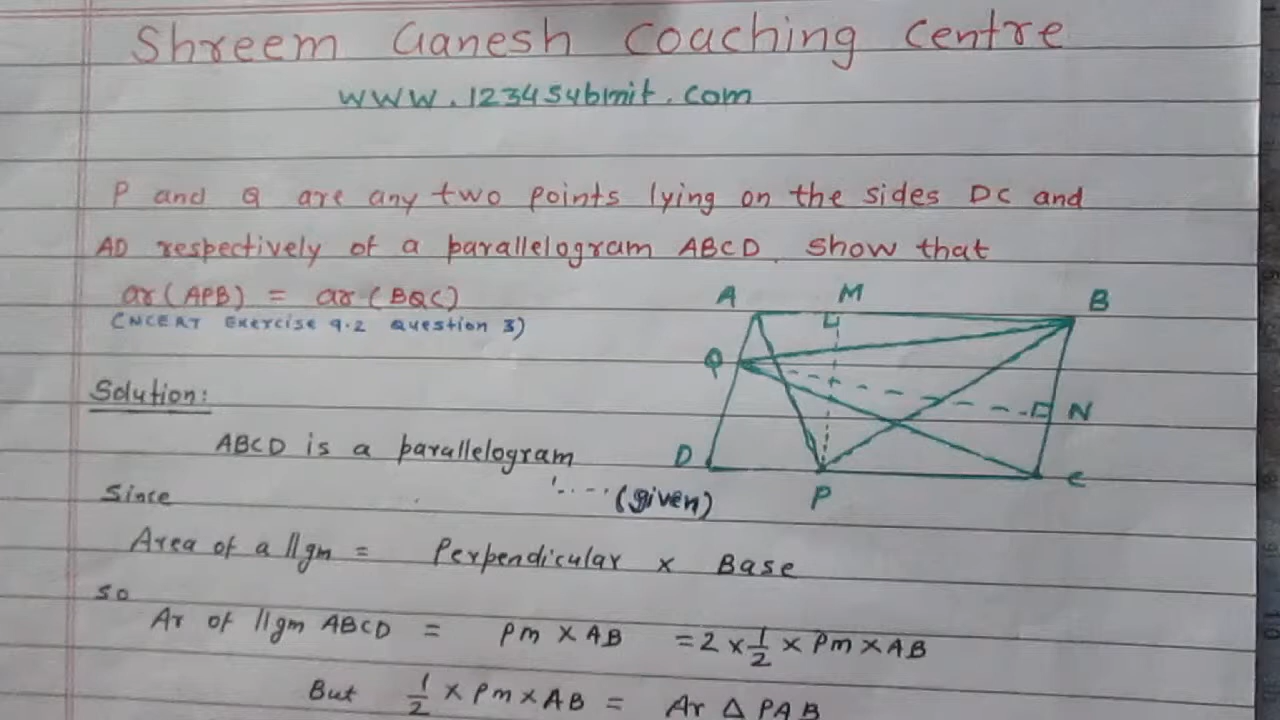 Shreem Ganesh Coaching Centre
www.1234submit.com
P and Q are any two points lying on the sides DC and
AD respectively of a parallelogram ABCD. Show that
ar(APB) = ar(BQC)
(NCERT Exercise 9.2 Question 3)
A M B
Q
N
D P C
Solution:
ABCD is a parallelogram
.....(given)
Since
Area of a ||gm = Perpendicular × Base
so
Ar of ||gm ABCD = PM × AB = 2 × 1/2 × PM × AB
But 1/2 × PM × AB = Ar △ PAB